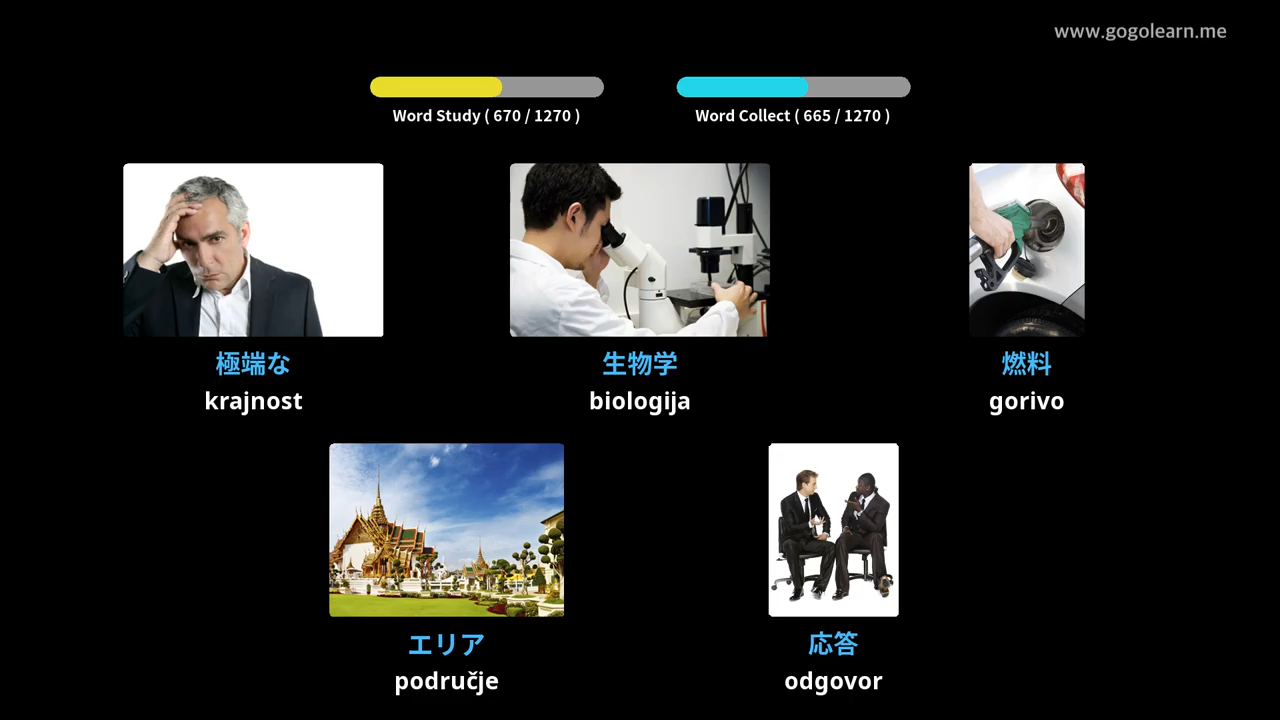 www.gogolearn.me
Word Study ( 670 / 1270 )
Word Collect ( 665 / 1270 )
極端な
krajnost
生物学
biologija
燃料
gorivo
エリア
područje
応答
odgovor